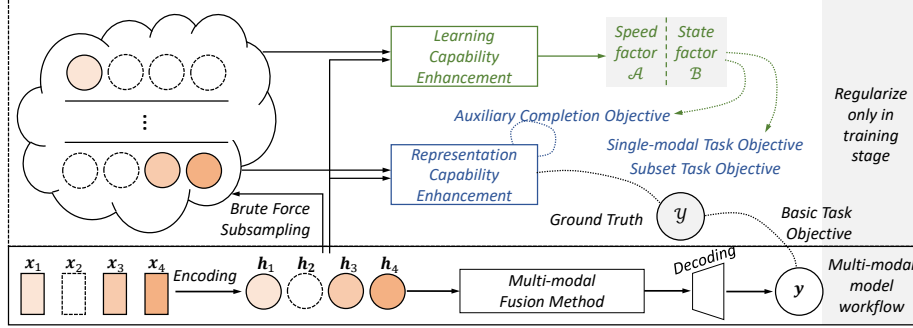 Learning
Capability
Enhancement
Speed
factor
𝒜
State
factor
ℬ
Regularize
only in
training
stage
...
Auxiliary Completion Objective
Single-modal Task Objective
Subset Task Objective
Representation
Capability
Enhancement
Brute Force
Subsampling
Ground Truth
𝒴
Basic Task
Objective
x₁
x₂
x₃
x₄
Encoding
h₁
h₂
h₃
h₄
Multi-modal
Fusion Method
Decoding
y
Multi-modal
model
workflow